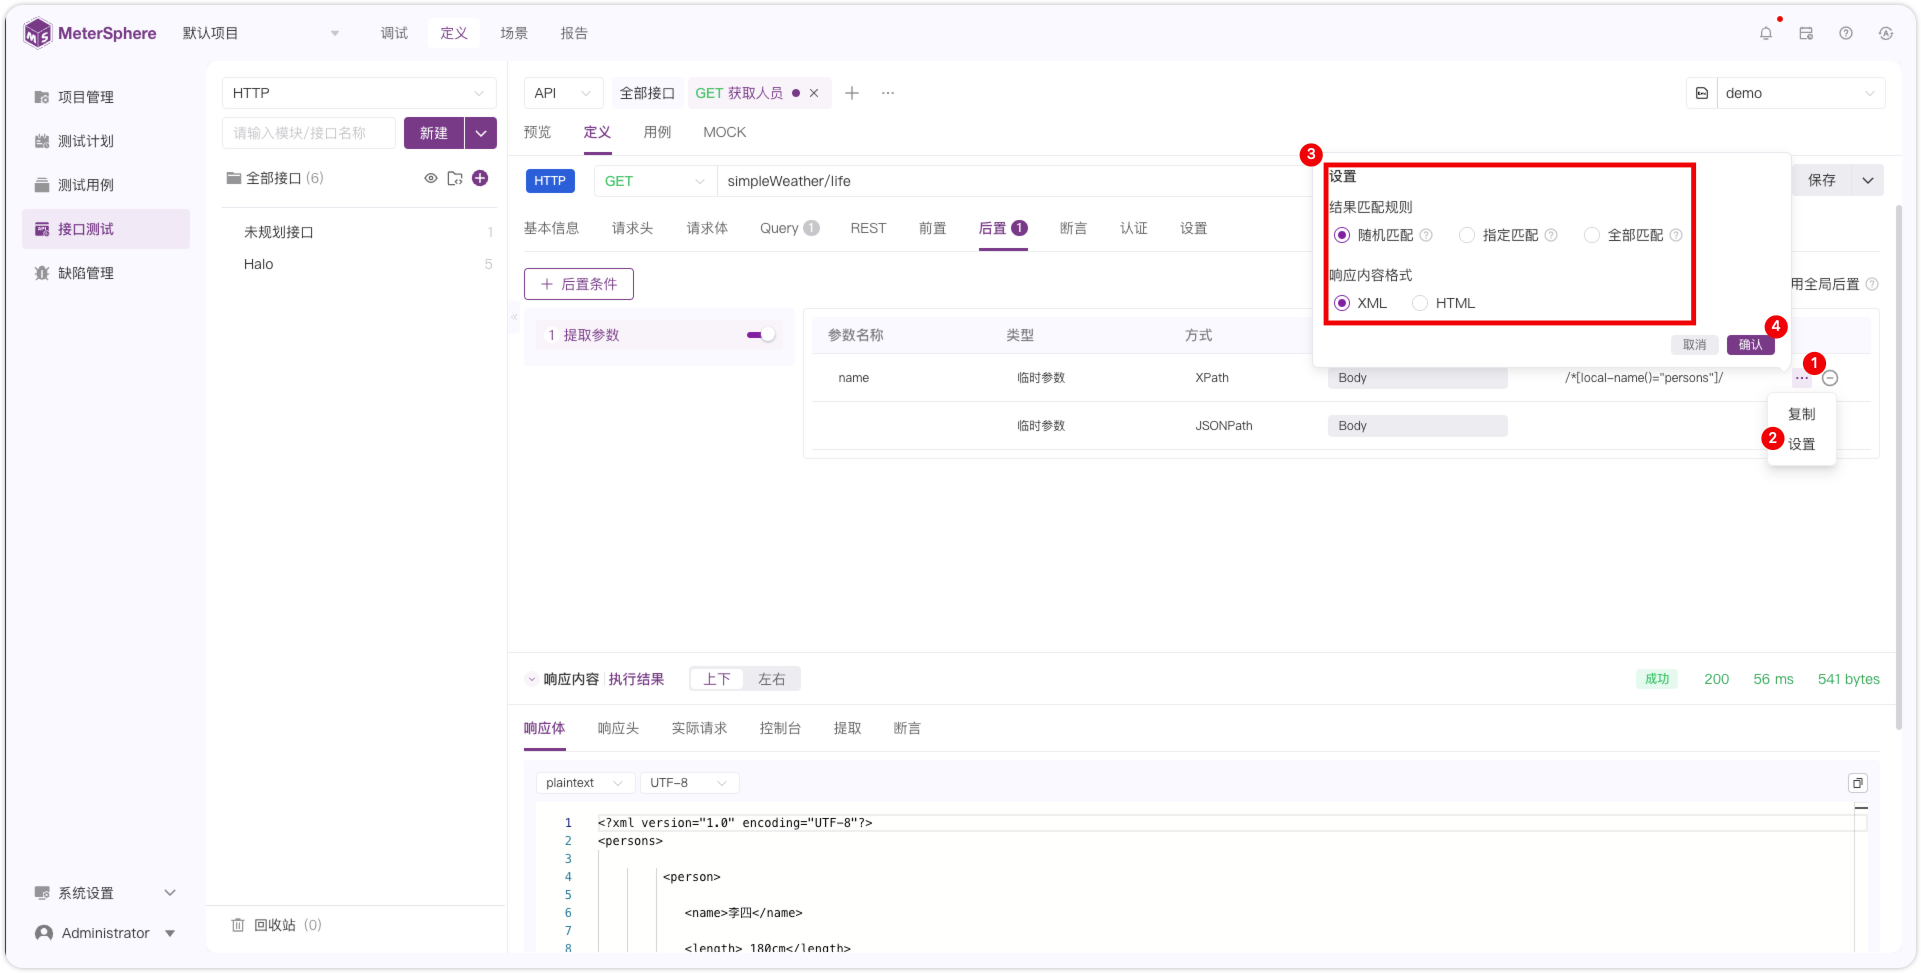 MeterSphere
默认项目
调试
定义
场景
报告
项目管理
测试计划
测试用例
接口测试
缺陷管理
系统设置
Administrator
HTTP
请输入模块/接口名称
新建
全部接口 (6)
未规划接口 1
Halo 5
回收站 (0)
API
全部接口
GET 获取人员
demo
预览
定义
用例
MOCK
HTTP
GET
simpleWeather/life
保存
基本信息
请求头
请求体
Query 1
REST
前置
后置 1
断言
认证
设置
后置条件
用全局后置
1 提取参数
参数名称
类型
方式
name
临时参数
XPath
Body
/*[local-name()="persons"]/
临时参数
JSONPath
Body
3
设置
结果匹配规则
随机匹配
指定匹配
全部匹配
响应内容格式
XML
HTML
取消
确认
4
1
复制
2
设置
响应内容
执行结果
上下
左右
成功
200
56 ms
541 bytes
响应体
响应头
实际请求
控制台
提取
断言
plaintext
UTF-8
1 <?xml version="1.0" encoding="UTF-8"?>
2 <persons>
3
4 <person>
5
6 <name>李四</name>
7
8 <length> 180cm</length>